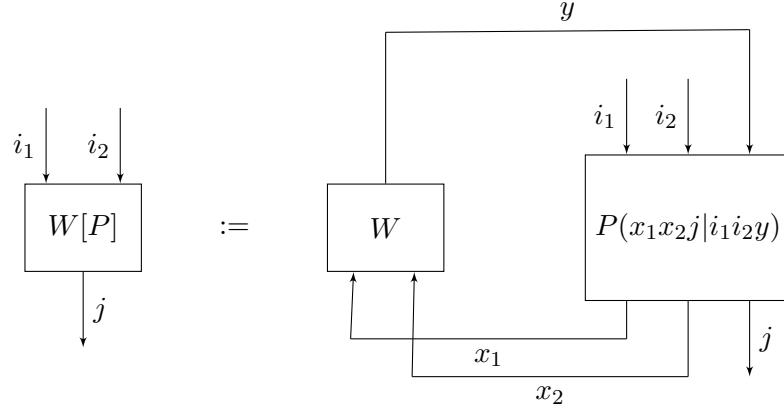 y
i₁ i₂
i₁ i₂
W[P] := W P(x₁x₂j|i₁i₂y)
j
x₁
j
x₂